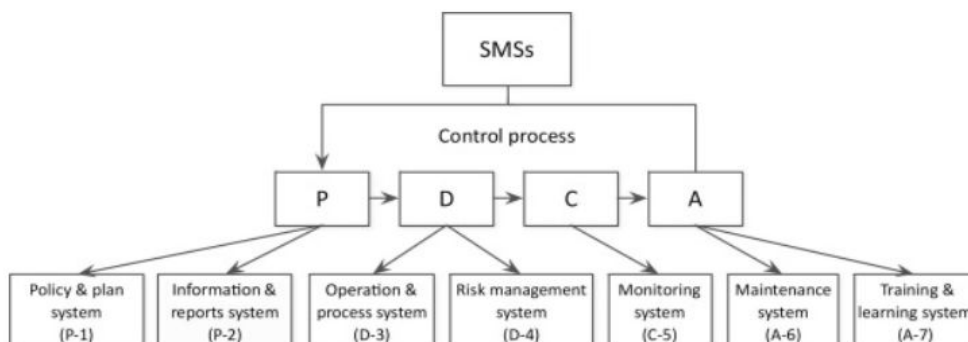 SMSs
Control process
P
D
C
A
Policy & plan
system
(P-1)
Information &
reports system
(P-2)
Operation &
process system
(D-3)
Risk management
system
(D-4)
Monitoring
system
(C-5)
Maintenance
system
(A-6)
Training &
learning system
(A-7)